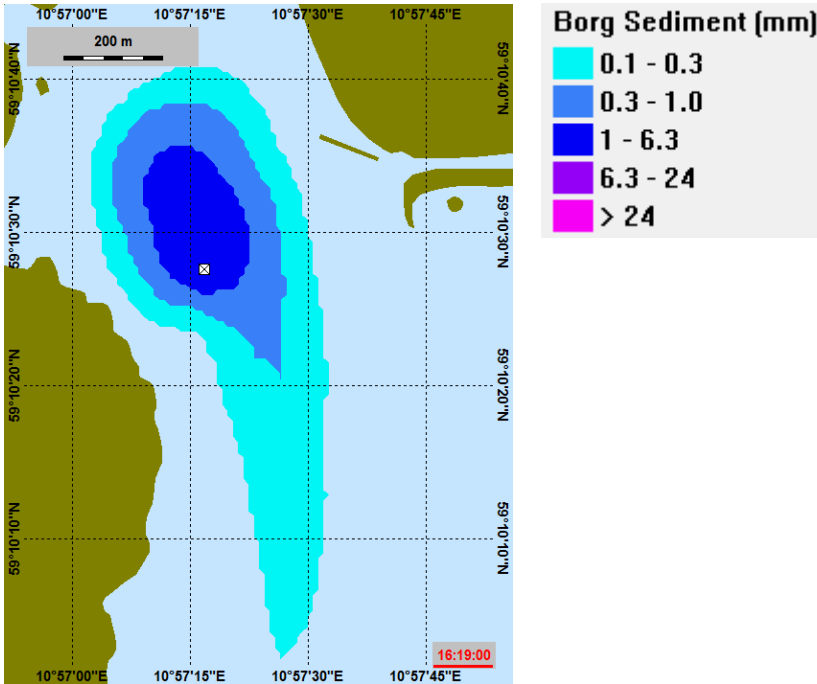 10°57'00"E 10°57'15"E 10°57'30"E 10°57'45"E
200 m
59°10'40"N 59°10'40"N
59°10'30"N 59°10'30"N
59°10'20"N 59°10'20"N
59°10'10"N 59°10'10"N
16:19:00
10°57'00"E 10°57'15"E 10°57'30"E 10°57'45"E
Borg Sediment (mm)
0.1 - 0.3
0.3 - 1.0
1 - 6.3
6.3 - 24
> 24